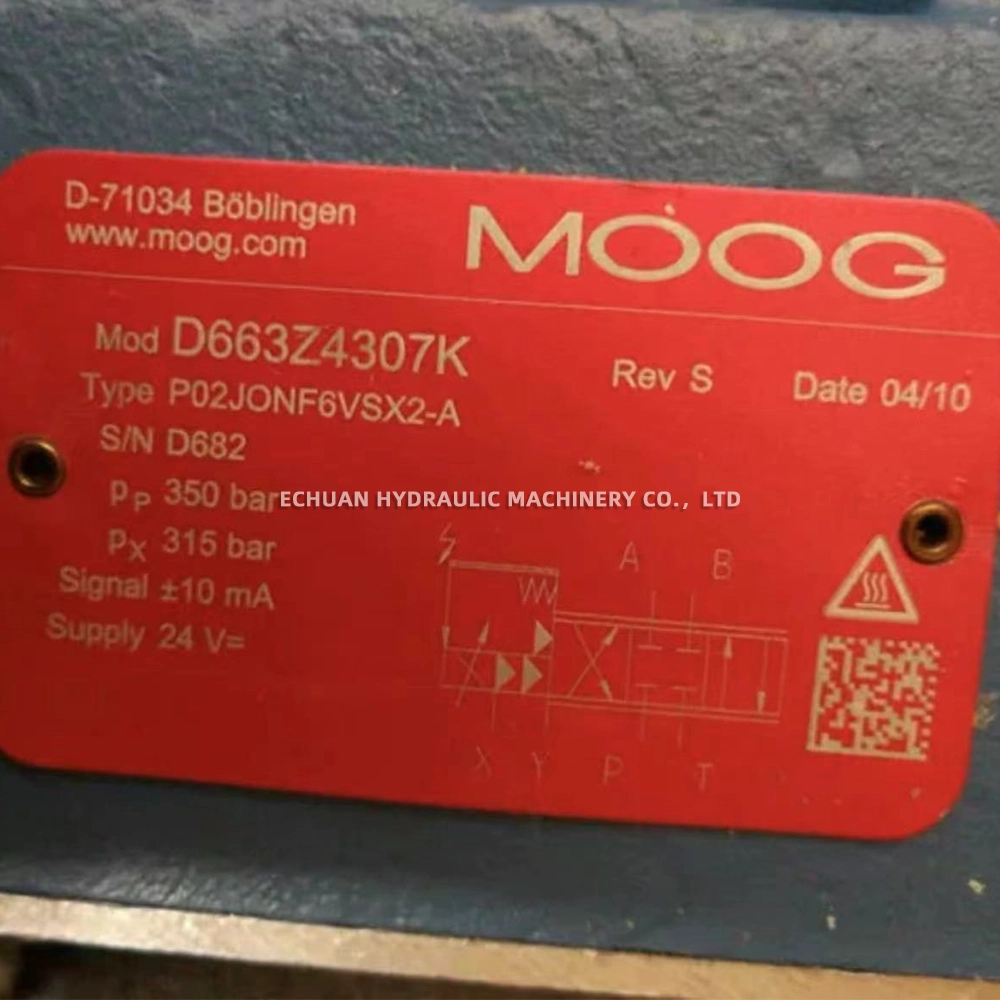 D-71034 Böblingen
www.moog.com
MOOG
Mod D663Z4307K
Rev S
Date 04/10
Type P02JONF6VSX2-A
S/N D682
pP 350 bar
ECHUAN HYDRAULIC MACHINERY CO., LTD
pX 315 bar
Signal ±10 mA
Supply 24 V=
A B
X Y P T